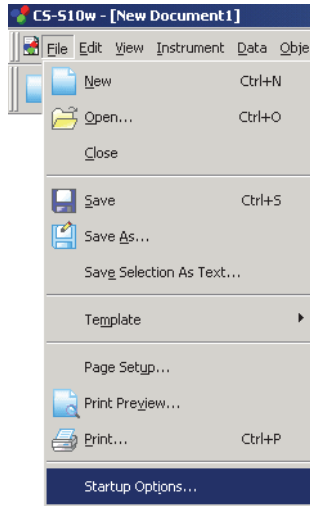 CS-S10w - [New Document1]
File Edit View Instrument Data Obje
New Ctrl+N
Open... Ctrl+O
Close
Save Ctrl+S
Save As...
Save Selection As Text...
Template
Page Setup...
Print Preview...
Print... Ctrl+P
Startup Options...